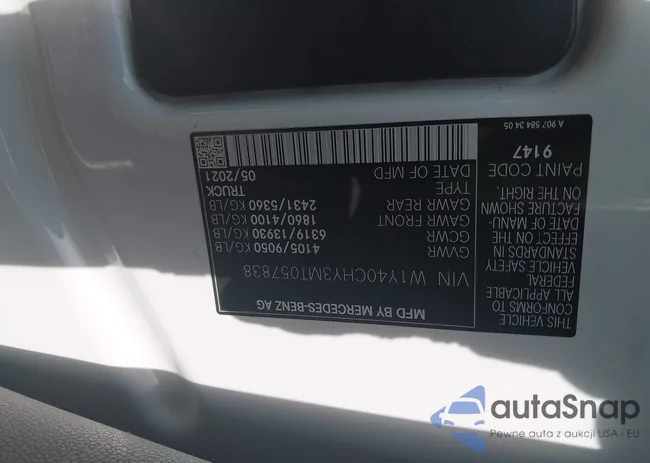 MFD BY MERCEDES-BENZ AG
VIN W1Y40CHY3MT057838
GVWR 4105/9050 KG/LB
GCWR 6319/13930 KG/LB
GAWR FRONT 1860/4100 KG/LB
GAWR REAR 2431/5360 KG/LB
TYPE TRUCK
DATE OF MFD 05/2021
THIS VEHICLE
CONFORMS TO
ALL APPLICABLE
VEHICLE SAFETY
STANDARDS IN
EFFECT ON THE
DATE OF MANU-
FACTURE SHOWN
ON THE RIGHT.
PAINT CODE
9147
A 907 584 34 05
autaSnap
Pewne auta z aukcji USA i EU